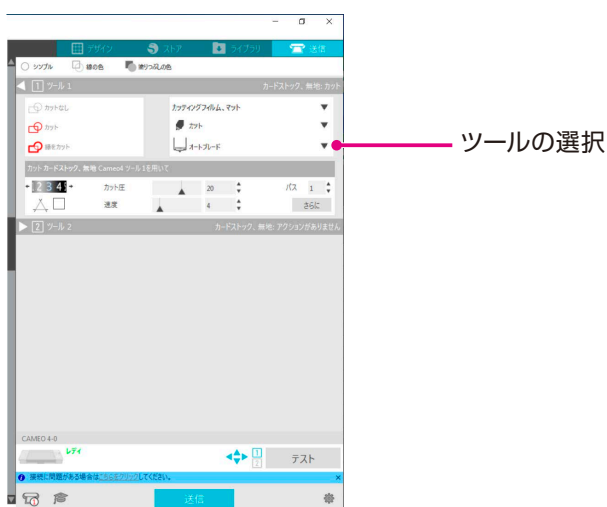 デザイン ストア ライブラリ 送信
シンプル 線の色 塗りつぶしの色
1 ツール 1 カードストック、無地: カット
カットなし
カット
線をカット
カッティングフィルム、マット
カット
オートブレード
ツールの選択
カット カードストック、無地 Cameo4 ツール 1を用いて
2 3 4 カット圧 20 パス 1
速度 4 さらに
2 ツール 2 カードストック、無地: アクションがありません
CAMEO 4-0
レディ
1
2
テスト
接続に問題がある場合はこちらをクリックしてください。
送信